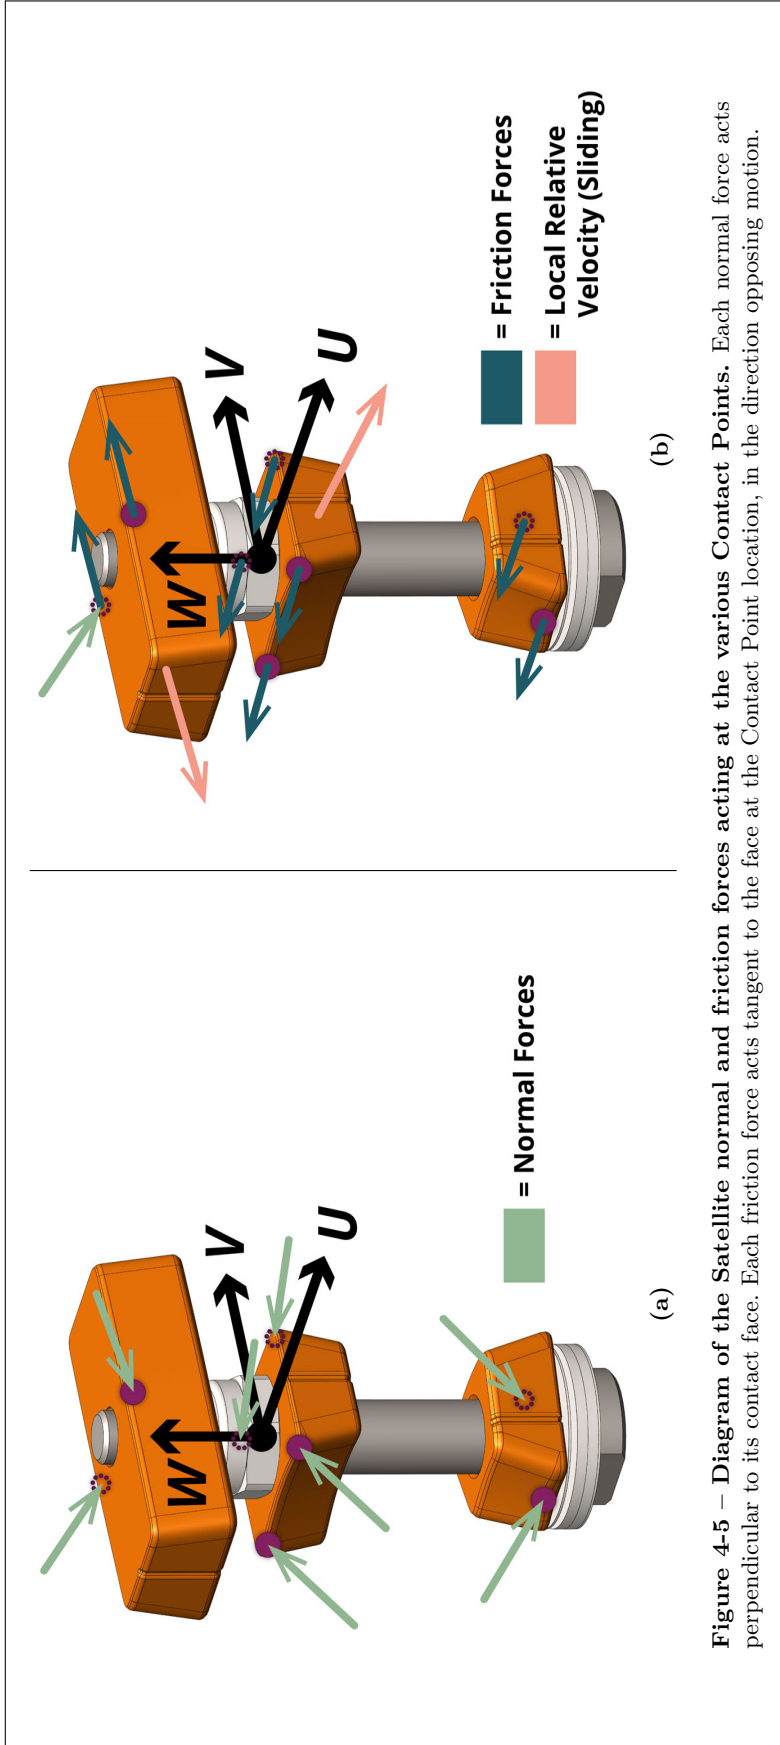 W
V
U
= Normal Forces
(a)
W
V
U
= Friction Forces
= Local Relative
Velocity (Sliding)
(b)
Figure 4-5 – Diagram of the Satellite normal and friction forces acting at the various Contact Points. Each normal force acts
perpendicular to its contact face. Each friction force acts tangent to the face at the Contact Point location, in the direction opposing motion.